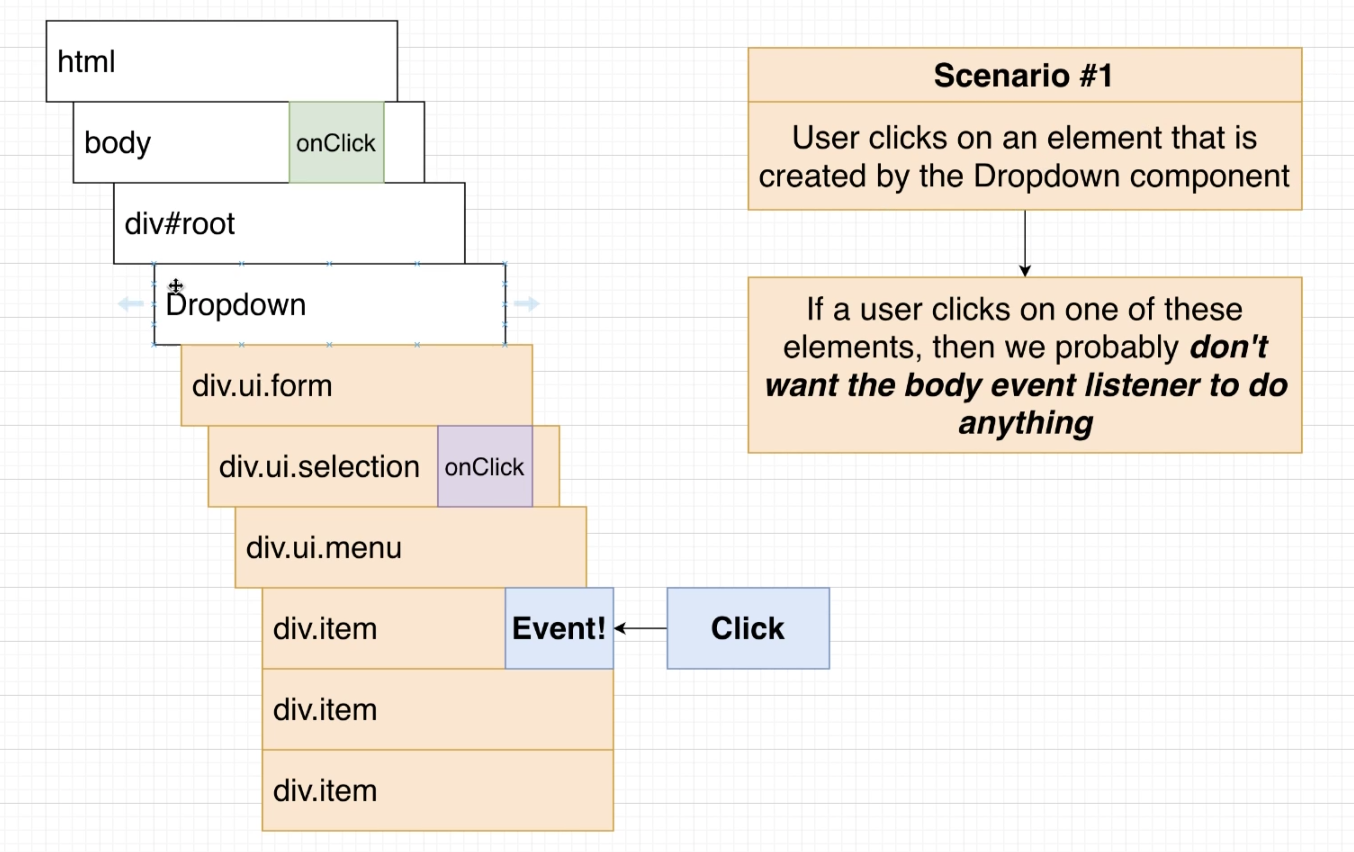 html
body
onClick
div#root
Dropdown
div.ui.form
div.ui.selection
onClick
div.ui.menu
div.item
Event!
Click
div.item
div.item
Scenario #1
User clicks on an element that is
created by the Dropdown component
If a user clicks on one of these
elements, then we probably don't
want the body event listener to do
anything